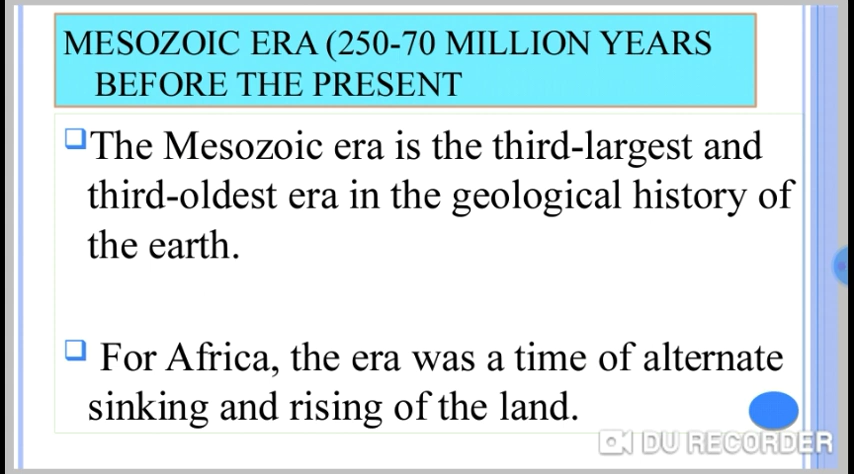 MESOZOIC ERA (250-70 MILLION YEARS
BEFORE THE PRESENT
The Mesozoic era is the third-largest and
third-oldest era in the geological history of
the earth.
For Africa, the era was a time of alternate
sinking and rising of the land.
DU RECORDER